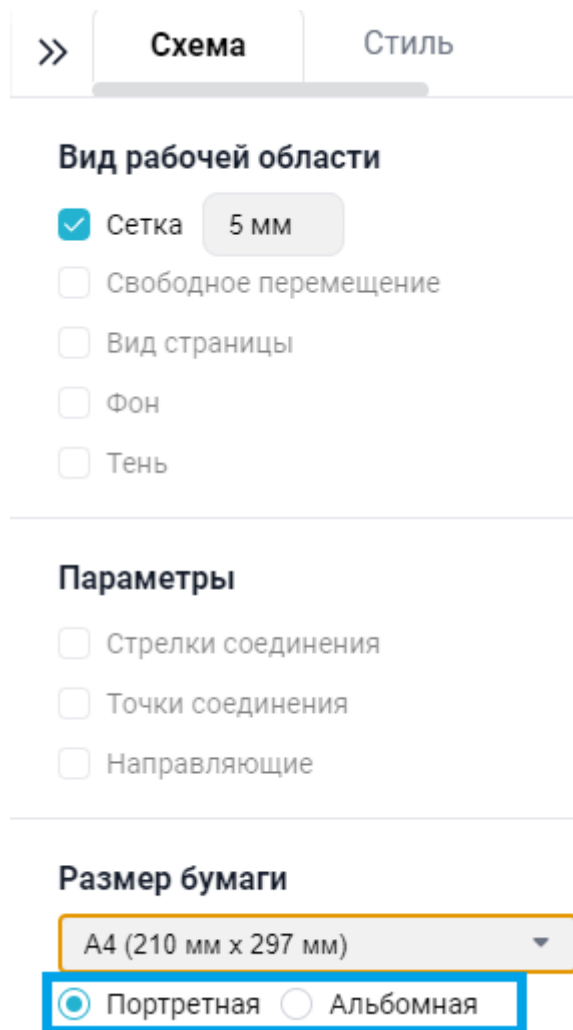 Схема Стиль
Вид рабочей области
Сетка 5 мм
Свободное перемещение
Вид страницы
Фон
Тень
Параметры
Стрелки соединения
Точки соединения
Направляющие
Размер бумаги
А4 (210 мм x 297 мм)
Портретная Альбомная